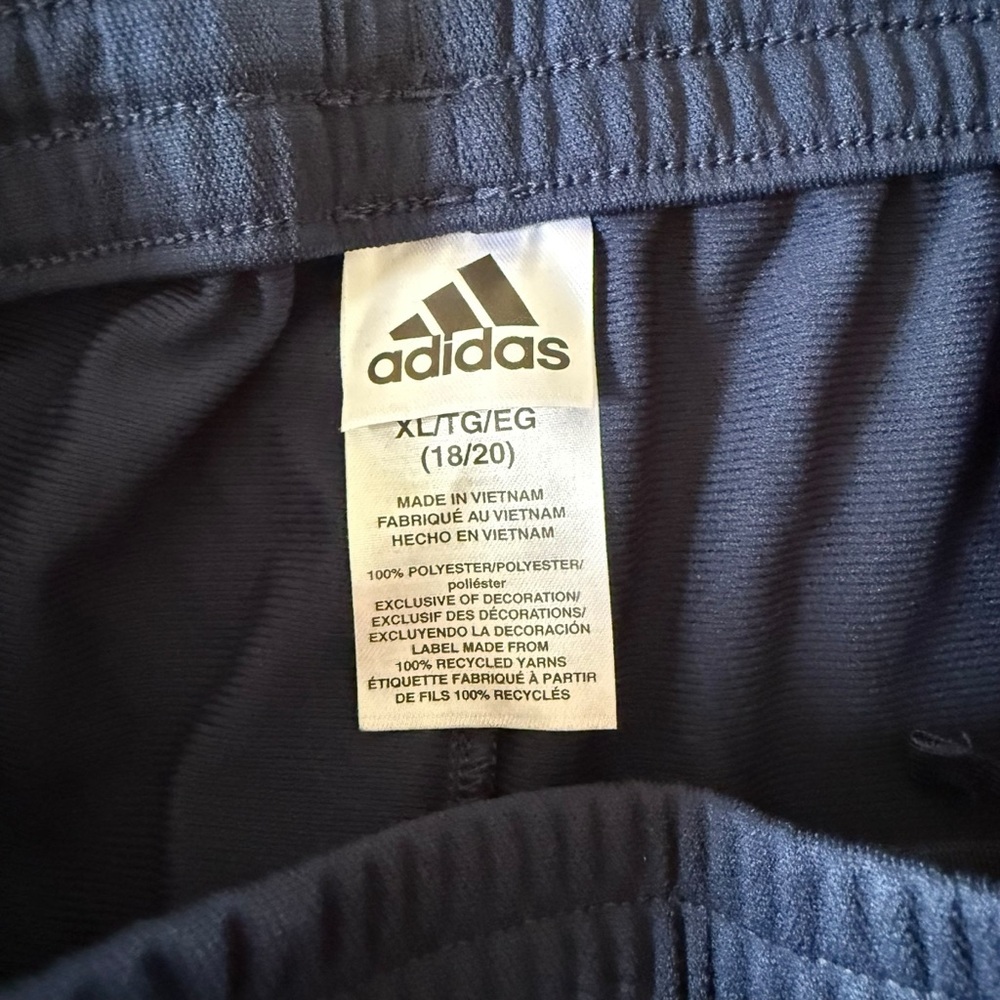 adidas
XL/TG/EG
(18/20)
MADE IN VIETNAM
FABRIQUÉ AU VIETNAM
HECHO EN VIETNAM
100% POLYESTER/POLYESTER/
poliéster
EXCLUSIVE OF DECORATION/
EXCLUSIF DES DÉCORATIONS/
EXCLUYENDO LA DECORACIÓN
LABEL MADE FROM
100% RECYCLED YARNS
ÉTIQUETTE FABRIQUÉ À PARTIR
DE FILS 100% RECYCLÉS